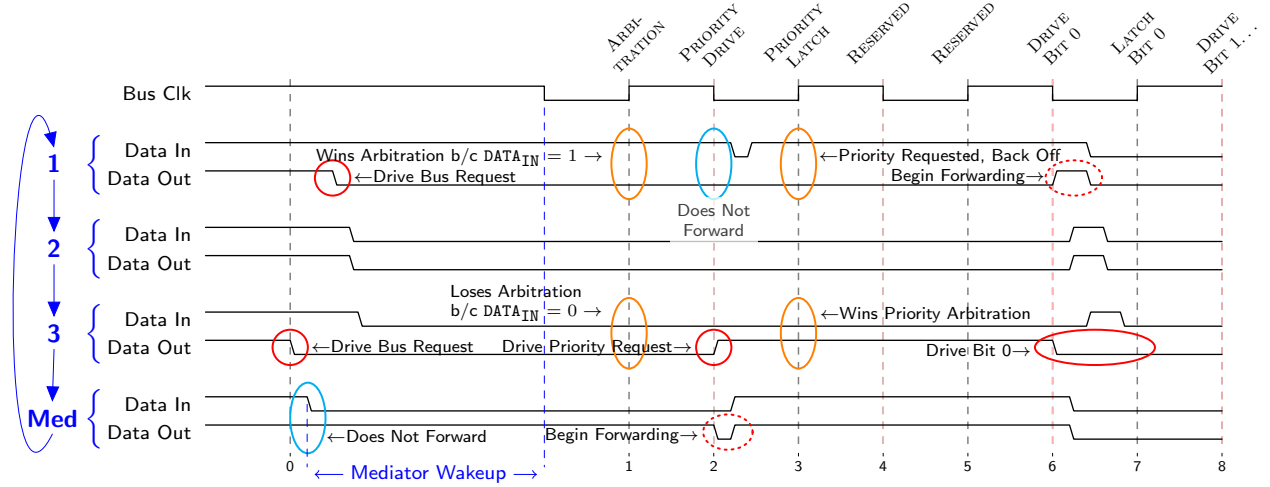 ARBI-
TRATION
PRIORITY
DRIVE
PRIORITY
LATCH
RESERVED
RESERVED
DRIVE
BIT 0
LATCH
BIT 0
DRIVE
BIT 1...
Bus Clk
1
Data In
Wins Arbitration b/c DATA_IN = 1 →
←Priority Requested, Back Off
Data Out
←Drive Bus Request
Begin Forwarding→
Does Not
Forward
2
Data In
Data Out
3
Loses Arbitration
Data In
b/c DATA_IN = 0 →
←Wins Priority Arbitration
Data Out
←Drive Bus Request
Drive Priority Request→
Drive Bit 0→
Med
Data In
Data Out
←Does Not Forward
Begin Forwarding→
0
← Mediator Wakeup →
1
2
3
4
5
6
7
8